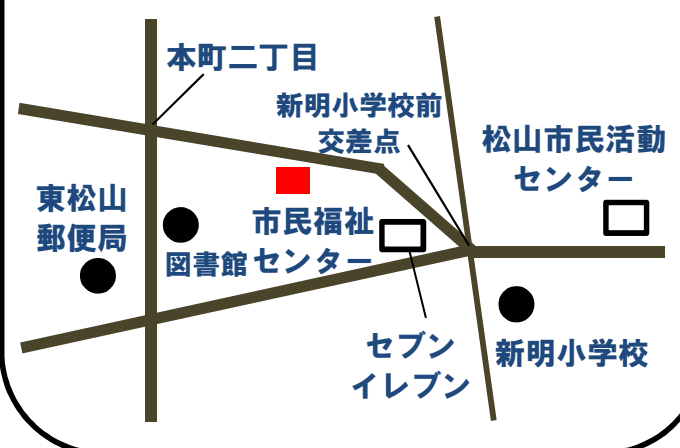 本町二丁目
新明小学校前
交差点
松山市民活動
センター
東松山
郵便局
市民福祉
センター
図書館
セブン
イレブン
新明小学校